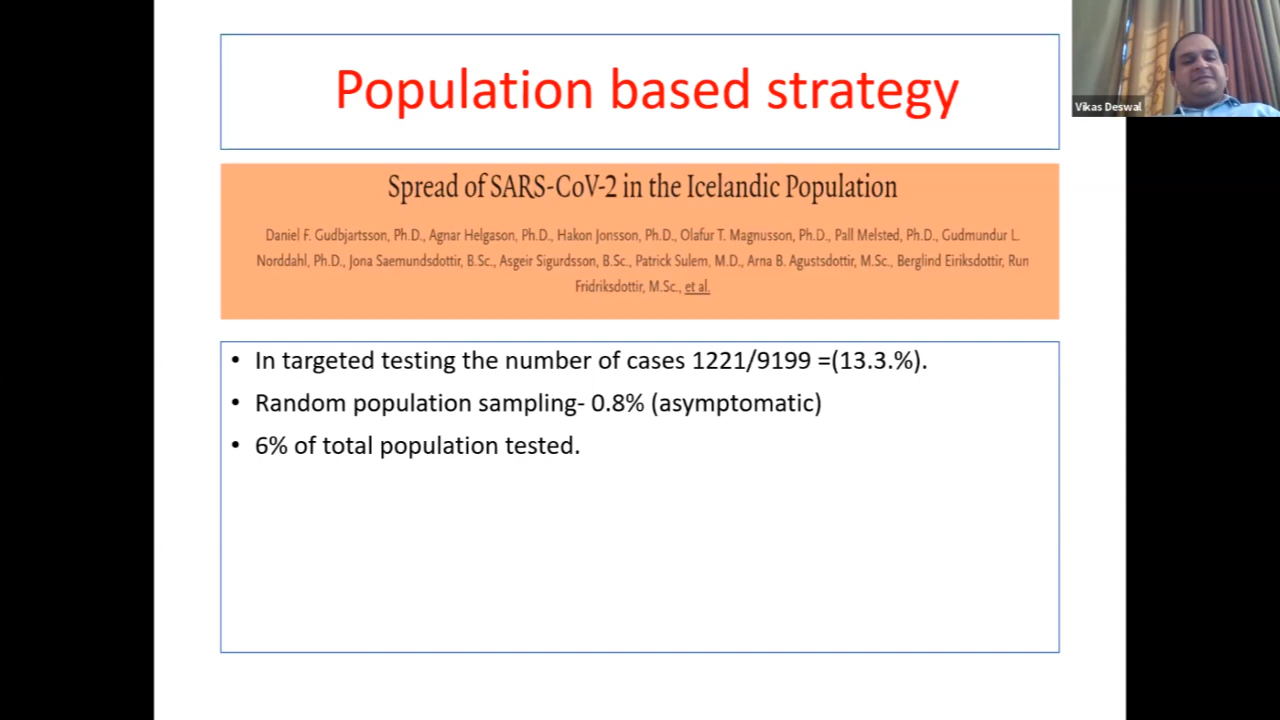 Population based strategy
Vikas Deswal
Spread of SARS-CoV-2 in the Icelandic Population
Daniel F. Gudbjartsson, Ph.D., Agnar Helgason, Ph.D., Hakon Jonsson, Ph.D., Olafur T. Magnusson, Ph.D., Pall Melsted, Ph.D., Gudmundur L.
Norddahl, Ph.D., Jona Saemundsdottir, B.Sc., Asgeir Sigurdsson, B.Sc., Patrick Sulem, M.D., Arna B. Agustsdottir, M.Sc., Berglind Eiriksdottir, Run
Fridriksdottir, M.Sc., et al.
• In targeted testing the number of cases 1221/9199 =(13.3.%).
• Random population sampling- 0.8% (asymptomatic)
• 6% of total population tested.